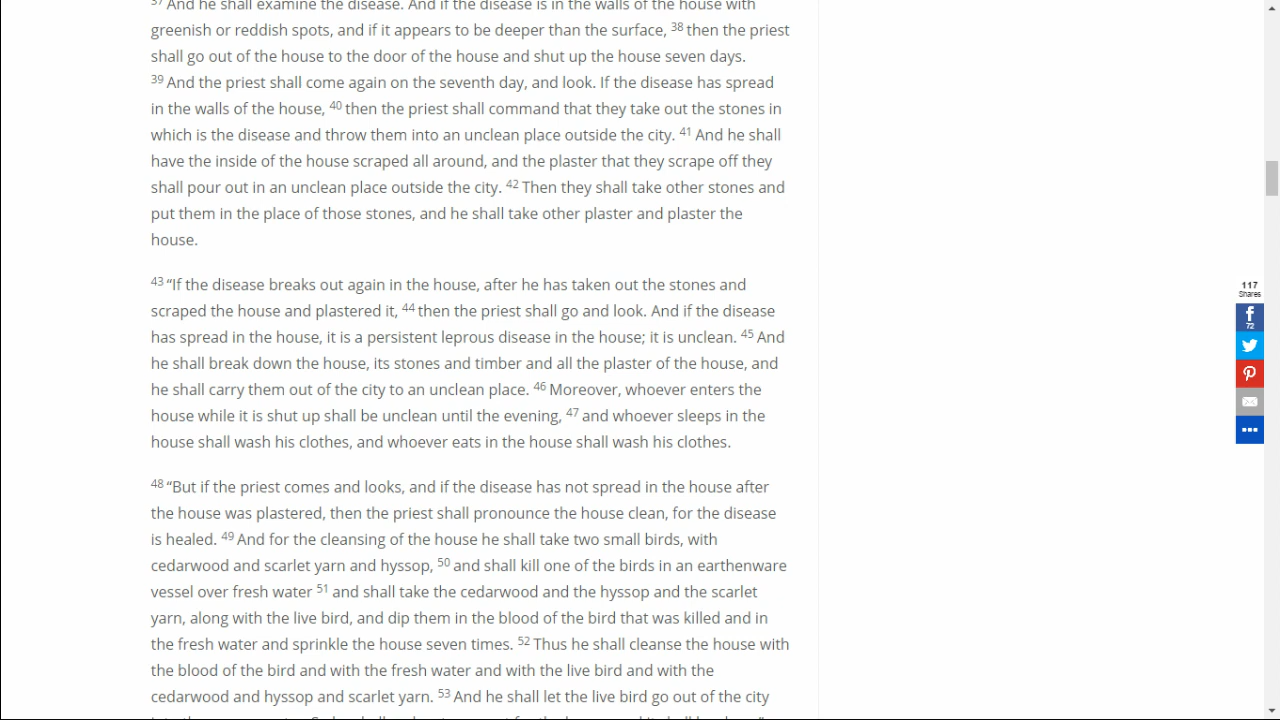 37 And he shall examine the disease. And if the disease is in the walls of the house with
greenish or reddish spots, and if it appears to be deeper than the surface, 38 then the priest
shall go out of the house to the door of the house and shut up the house seven days.
39 And the priest shall come again on the seventh day, and look. If the disease has spread
in the walls of the house, 40 then the priest shall command that they take out the stones in
which is the disease and throw them into an unclean place outside the city. 41 And he shall
have the inside of the house scraped all around, and the plaster that they scrape off they
shall pour out in an unclean place outside the city. 42 Then they shall take other stones and
put them in the place of those stones, and he shall take other plaster and plaster the
house.
43 “If the disease breaks out again in the house, after he has taken out the stones and
scraped the house and plastered it, 44 then the priest shall go and look. And if the disease
has spread in the house, it is a persistent leprous disease in the house; it is unclean. 45 And
he shall break down the house, its stones and timber and all the plaster of the house, and
he shall carry them out of the city to an unclean place. 46 Moreover, whoever enters the
house while it is shut up shall be unclean until the evening, 47 and whoever sleeps in the
house shall wash his clothes, and whoever eats in the house shall wash his clothes.
48 “But if the priest comes and looks, and if the disease has not spread in the house after
the house was plastered, then the priest shall pronounce the house clean, for the disease
is healed. 49 And for the cleansing of the house he shall take two small birds, with
cedarwood and scarlet yarn and hyssop, 50 and shall kill one of the birds in an earthenware
vessel over fresh water 51 and shall take the cedarwood and the hyssop and the scarlet
yarn, along with the live bird, and dip them in the blood of the bird that was killed and in
the fresh water and sprinkle the house seven times. 52 Thus he shall cleanse the house with
the blood of the bird and with the fresh water and with the live bird and with the
cedarwood and hyssop and scarlet yarn. 53 And he shall let the live bird go out of the city
117
Shares
f
72